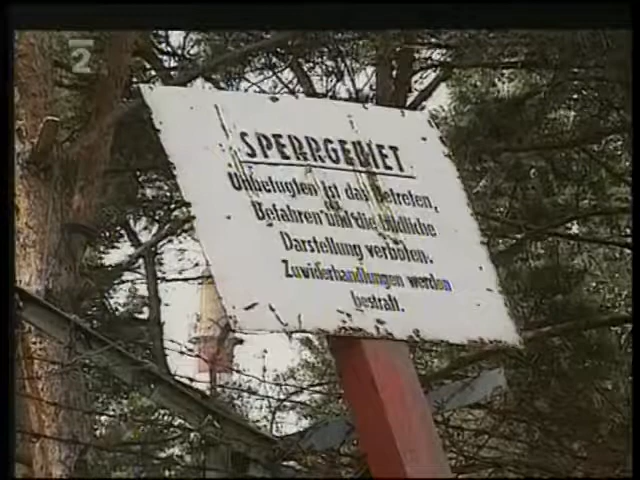 2
SPERRGEBIET
Unbefugten ist das Betreten,
Befahren und die bildliche
Darstellung verboten.
Zuwiderhandlungen werden
bestraft.